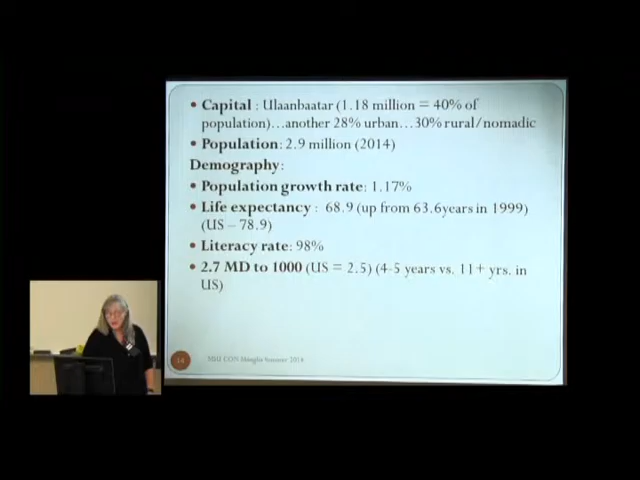 • Capital : Ulaanbaatar (1.18 million = 40% of
population)...another 28% urban...30% rural/nomadic
• Population: 2.9 million (2014)
Demography:
• Population growth rate: 1.17%
• Life expectancy : 68.9 (up from 63.6years in 1999)
(US – 78.9)
• Literacy rate: 98%
• 2.7 MD to 1000 (US = 2.5) (4-5 years vs. 11+ yrs. in
US)
CON Mongolia Summer 2014